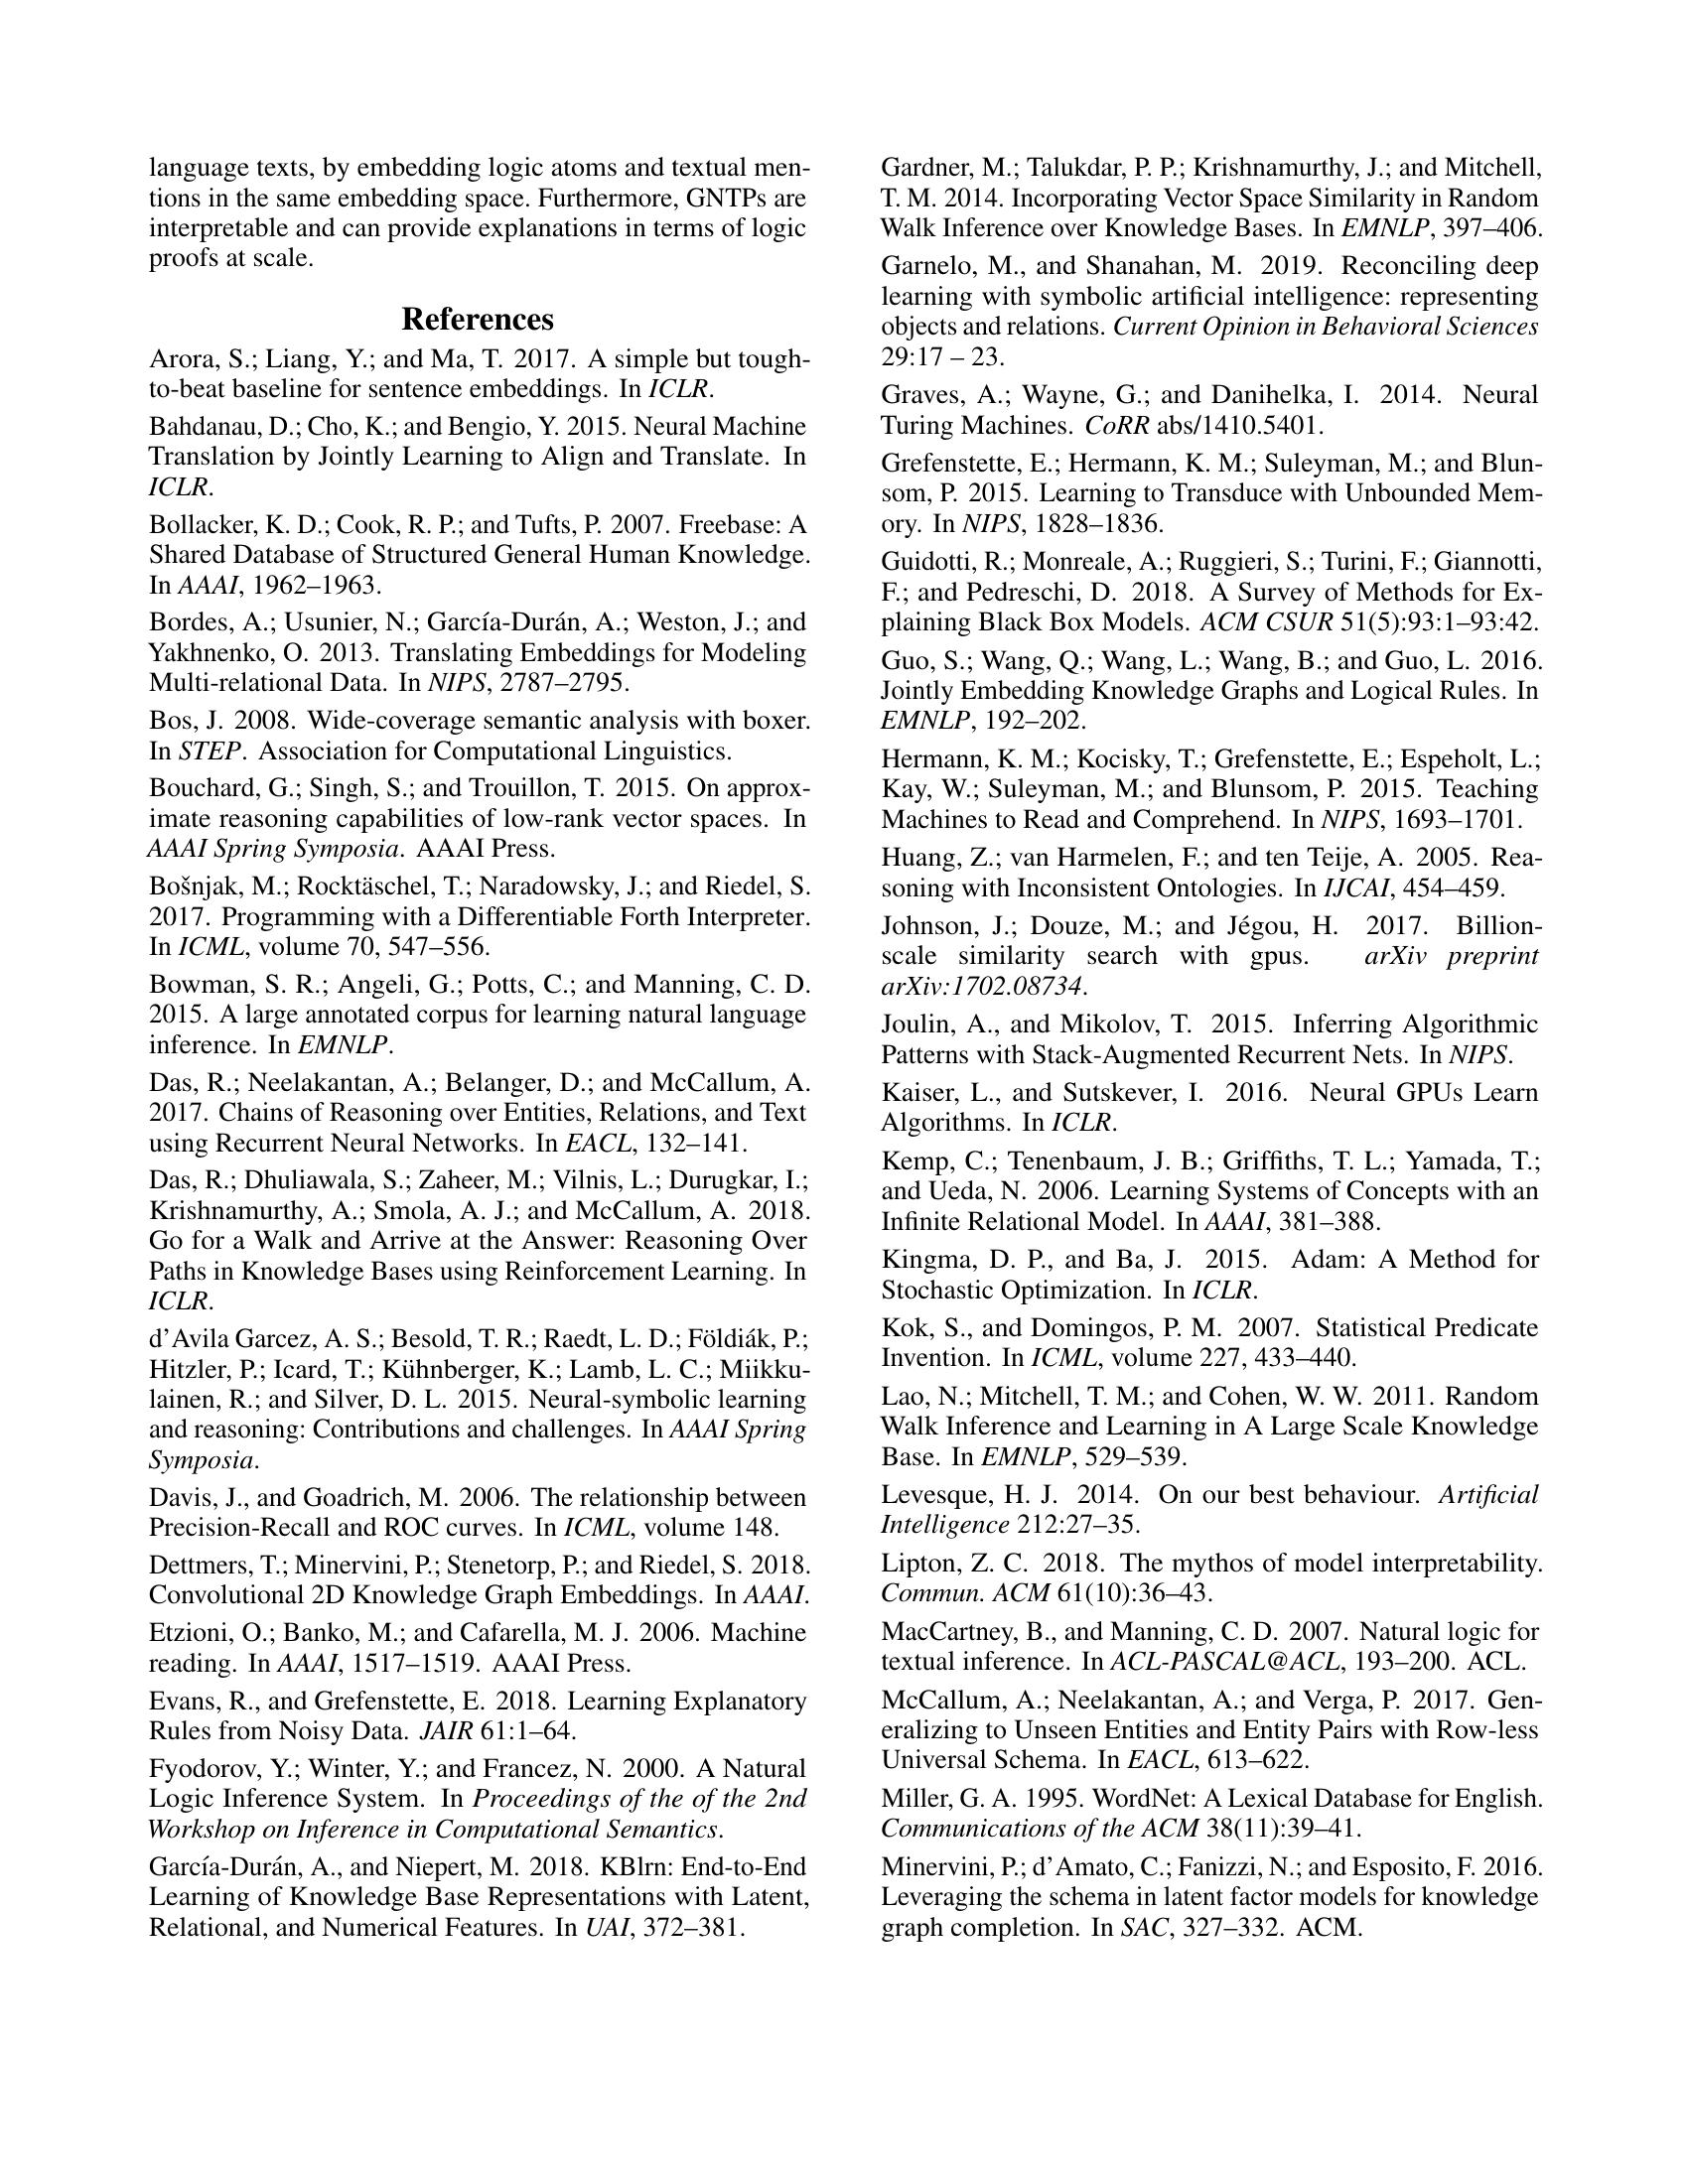 language texts, by embedding logic atoms and textual men-
tions in the same embedding space. Furthermore, GNTPs are
interpretable and can provide explanations in terms of logic
proofs at scale.
References
Arora, S.; Liang, Y.; and Ma, T. 2017. A simple but tough-
to-beat baseline for sentence embeddings. In ICLR.
Bahdanau, D.; Cho, K.; and Bengio, Y. 2015. Neural Machine
Translation by Jointly Learning to Align and Translate. In
ICLR.
Bollacker, K. D.; Cook, R. P.; and Tufts, P. 2007. Freebase: A
Shared Database of Structured General Human Knowledge.
In AAAI, 1962–1963.
Bordes, A.; Usunier, N.; García-Durán, A.; Weston, J.; and
Yakhnenko, O. 2013. Translating Embeddings for Modeling
Multi-relational Data. In NIPS, 2787–2795.
Bos, J. 2008. Wide-coverage semantic analysis with boxer.
In STEP. Association for Computational Linguistics.
Bouchard, G.; Singh, S.; and Trouillon, T. 2015. On approx-
imate reasoning capabilities of low-rank vector spaces. In
AAAI Spring Symposia. AAAI Press.
Bošnjak, M.; Rocktäschel, T.; Naradowsky, J.; and Riedel, S.
2017. Programming with a Differentiable Forth Interpreter.
In ICML, volume 70, 547–556.
Bowman, S. R.; Angeli, G.; Potts, C.; and Manning, C. D.
2015. A large annotated corpus for learning natural language
inference. In EMNLP.
Das, R.; Neelakantan, A.; Belanger, D.; and McCallum, A.
2017. Chains of Reasoning over Entities, Relations, and Text
using Recurrent Neural Networks. In EACL, 132–141.
Das, R.; Dhuliawala, S.; Zaheer, M.; Vilnis, L.; Durugkar, I.;
Krishnamurthy, A.; Smola, A. J.; and McCallum, A. 2018.
Go for a Walk and Arrive at the Answer: Reasoning Over
Paths in Knowledge Bases using Reinforcement Learning. In
ICLR.
d'Avila Garcez, A. S.; Besold, T. R.; Raedt, L. D.; Földiák, P.;
Hitzler, P.; Icard, T.; Kühnberger, K.; Lamb, L. C.; Miikku-
lainen, R.; and Silver, D. L. 2015. Neural-symbolic learning
and reasoning: Contributions and challenges. In AAAI Spring
Symposia.
Davis, J., and Goadrich, M. 2006. The relationship between
Precision-Recall and ROC curves. In ICML, volume 148.
Dettmers, T.; Minervini, P.; Stenetorp, P.; and Riedel, S. 2018.
Convolutional 2D Knowledge Graph Embeddings. In AAAI.
Etzioni, O.; Banko, M.; and Cafarella, M. J. 2006. Machine
reading. In AAAI, 1517–1519. AAAI Press.
Evans, R., and Grefenstette, E. 2018. Learning Explanatory
Rules from Noisy Data. JAIR 61:1–64.
Fyodorov, Y.; Winter, Y.; and Francez, N. 2000. A Natural
Logic Inference System. In Proceedings of the of the 2nd
Workshop on Inference in Computational Semantics.
García-Durán, A., and Niepert, M. 2018. KBlrn: End-to-End
Learning of Knowledge Base Representations with Latent,
Relational, and Numerical Features. In UAI, 372–381.
Gardner, M.; Talukdar, P. P.; Krishnamurthy, J.; and Mitchell,
T. M. 2014. Incorporating Vector Space Similarity in Random
Walk Inference over Knowledge Bases. In EMNLP, 397–406.
Garnelo, M., and Shanahan, M. 2019. Reconciling deep
learning with symbolic artificial intelligence: representing
objects and relations. Current Opinion in Behavioral Sciences
29:17 – 23.
Graves, A.; Wayne, G.; and Danihelka, I. 2014. Neural
Turing Machines. CoRR abs/1410.5401.
Grefenstette, E.; Hermann, K. M.; Suleyman, M.; and Blun-
som, P. 2015. Learning to Transduce with Unbounded Mem-
ory. In NIPS, 1828–1836.
Guidotti, R.; Monreale, A.; Ruggieri, S.; Turini, F.; Giannotti,
F.; and Pedreschi, D. 2018. A Survey of Methods for Ex-
plaining Black Box Models. ACM CSUR 51(5):93:1–93:42.
Guo, S.; Wang, Q.; Wang, L.; Wang, B.; and Guo, L. 2016.
Jointly Embedding Knowledge Graphs and Logical Rules. In
EMNLP, 192–202.
Hermann, K. M.; Kocisky, T.; Grefenstette, E.; Espeholt, L.;
Kay, W.; Suleyman, M.; and Blunsom, P. 2015. Teaching
Machines to Read and Comprehend. In NIPS, 1693–1701.
Huang, Z.; van Harmelen, F.; and ten Teije, A. 2005. Rea-
soning with Inconsistent Ontologies. In IJCAI, 454–459.
Johnson, J.; Douze, M.; and Jégou, H. 2017. Billion-
scale similarity search with gpus. arXiv preprint
arXiv:1702.08734.
Joulin, A., and Mikolov, T. 2015. Inferring Algorithmic
Patterns with Stack-Augmented Recurrent Nets. In NIPS.
Kaiser, L., and Sutskever, I. 2016. Neural GPUs Learn
Algorithms. In ICLR.
Kemp, C.; Tenenbaum, J. B.; Griffiths, T. L.; Yamada, T.;
and Ueda, N. 2006. Learning Systems of Concepts with an
Infinite Relational Model. In AAAI, 381–388.
Kingma, D. P., and Ba, J. 2015. Adam: A Method for
Stochastic Optimization. In ICLR.
Kok, S., and Domingos, P. M. 2007. Statistical Predicate
Invention. In ICML, volume 227, 433–440.
Lao, N.; Mitchell, T. M.; and Cohen, W. W. 2011. Random
Walk Inference and Learning in A Large Scale Knowledge
Base. In EMNLP, 529–539.
Levesque, H. J. 2014. On our best behaviour. Artificial
Intelligence 212:27–35.
Lipton, Z. C. 2018. The mythos of model interpretability.
Commun. ACM 61(10):36–43.
MacCartney, B., and Manning, C. D. 2007. Natural logic for
textual inference. In ACL-PASCAL@ACL, 193–200. ACL.
McCallum, A.; Neelakantan, A.; and Verga, P. 2017. Gen-
eralizing to Unseen Entities and Entity Pairs with Row-less
Universal Schema. In EACL, 613–622.
Miller, G. A. 1995. WordNet: A Lexical Database for English.
Communications of the ACM 38(11):39–41.
Minervini, P.; d'Amato, C.; Fanizzi, N.; and Esposito, F. 2016.
Leveraging the schema in latent factor models for knowledge
graph completion. In SAC, 327–332. ACM.